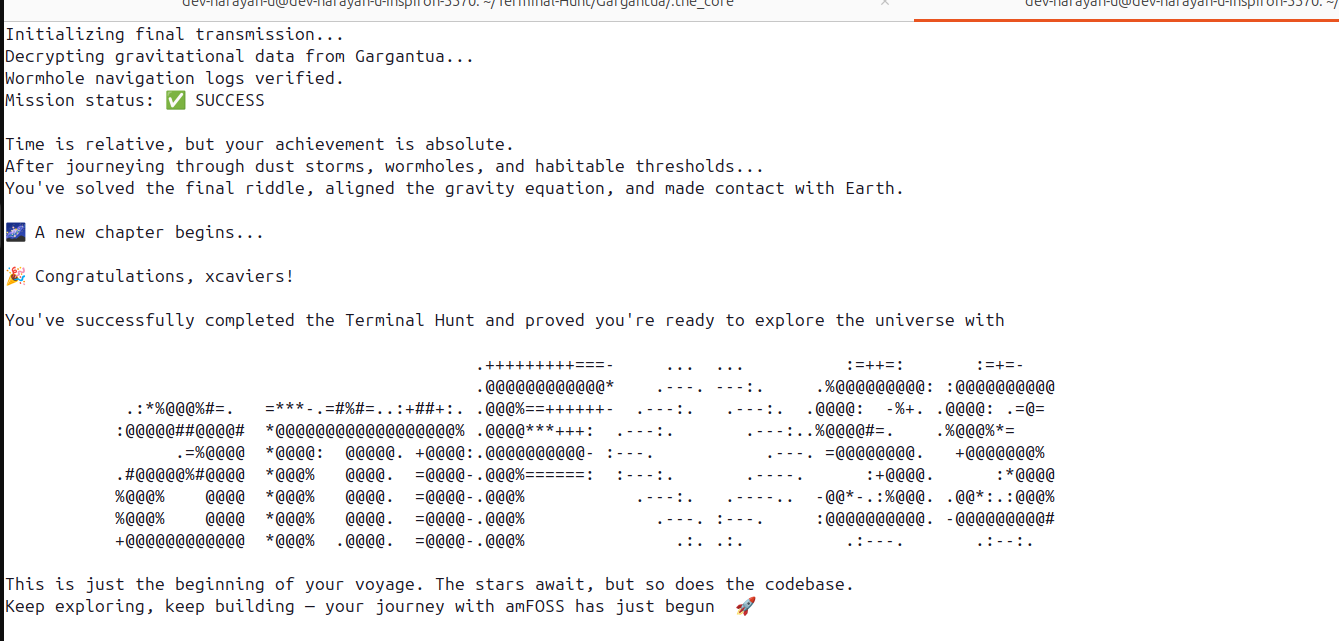 dev-narayan-d@dev-narayan-d-Inspiron-3370: ~/Terminal-Hunt/Gargantua/.the_core
dev-narayan-d@dev-narayan-d-Inspiron-3370: ~/
Initializing final transmission...
Decrypting gravitational data from Gargantua...
Wormhole navigation logs verified.
Mission status: ✅ SUCCESS
Time is relative, but your achievement is absolute.
After journeying through dust storms, wormholes, and habitable thresholds...
You've solved the final riddle, aligned the gravity equation, and made contact with Earth.
🌌 A new chapter begins...
🎉 Congratulations, xcaviers!
You've successfully completed the Terminal Hunt and proved you're ready to explore the universe with
amFOSS
This is just the beginning of your voyage. The stars await, but so does the codebase.
Keep exploring, keep building — your journey with amFOSS has just begun 🚀